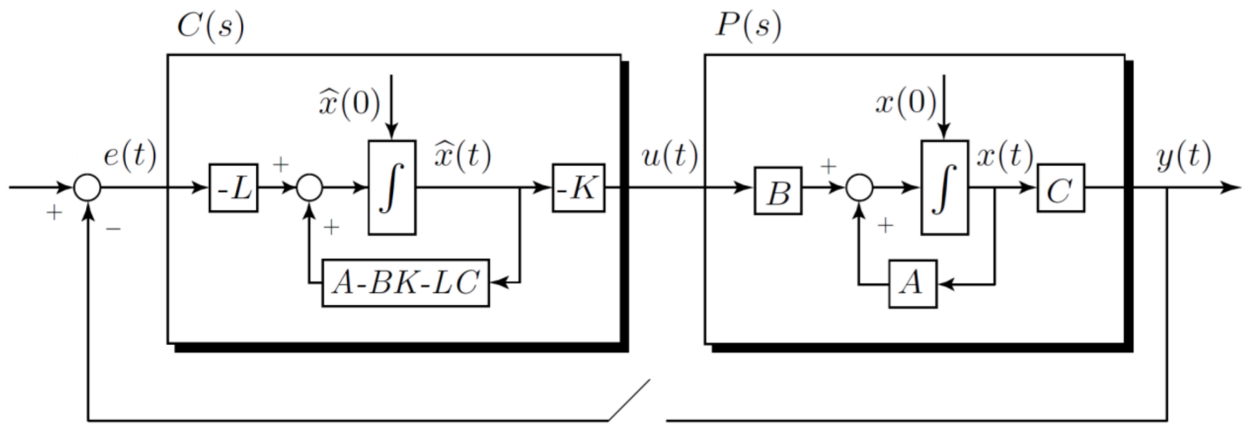 C(s) P(s)
x̂(0) x(0)
e(t) x̂(t) u(t) x(t) y(t)
+ +
-L ∫ -K B ∫ C
+ − + +
A-BK-LC A